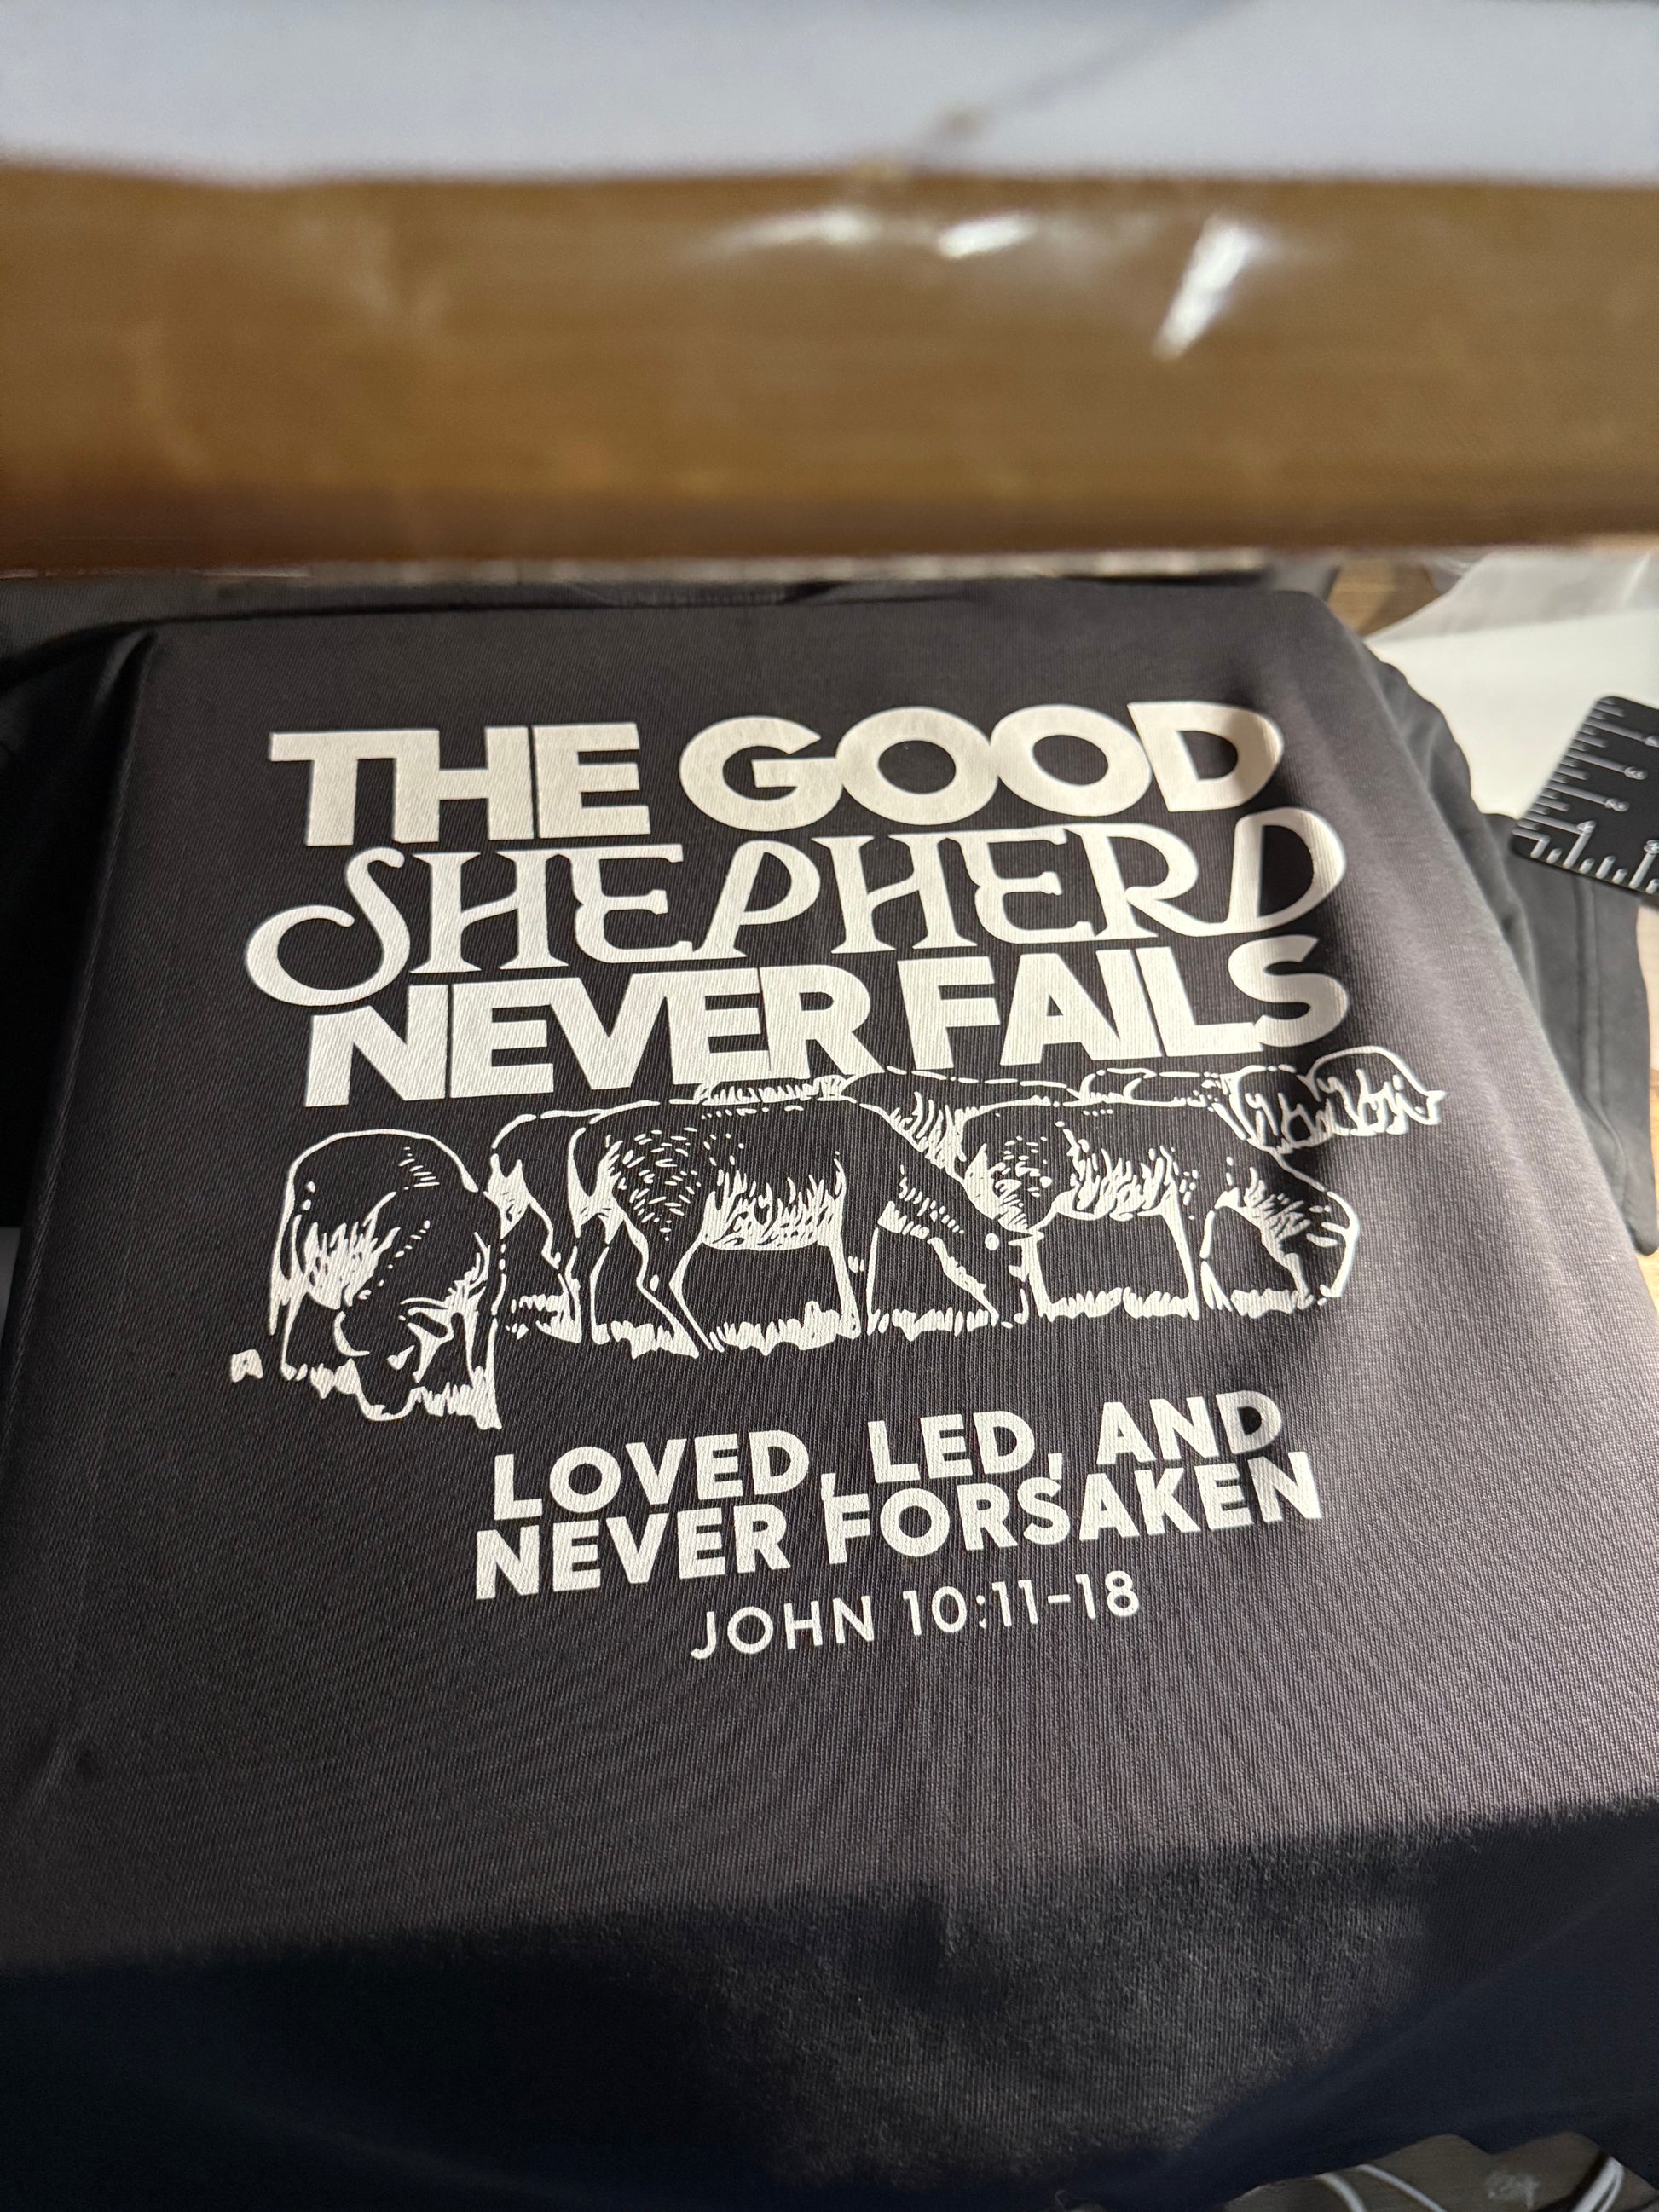 THE GOOD
SHEPHERD
NEVER FAILS
LOVED, LED, AND
NEVER FORSAKEN
JOHN 10:11-18